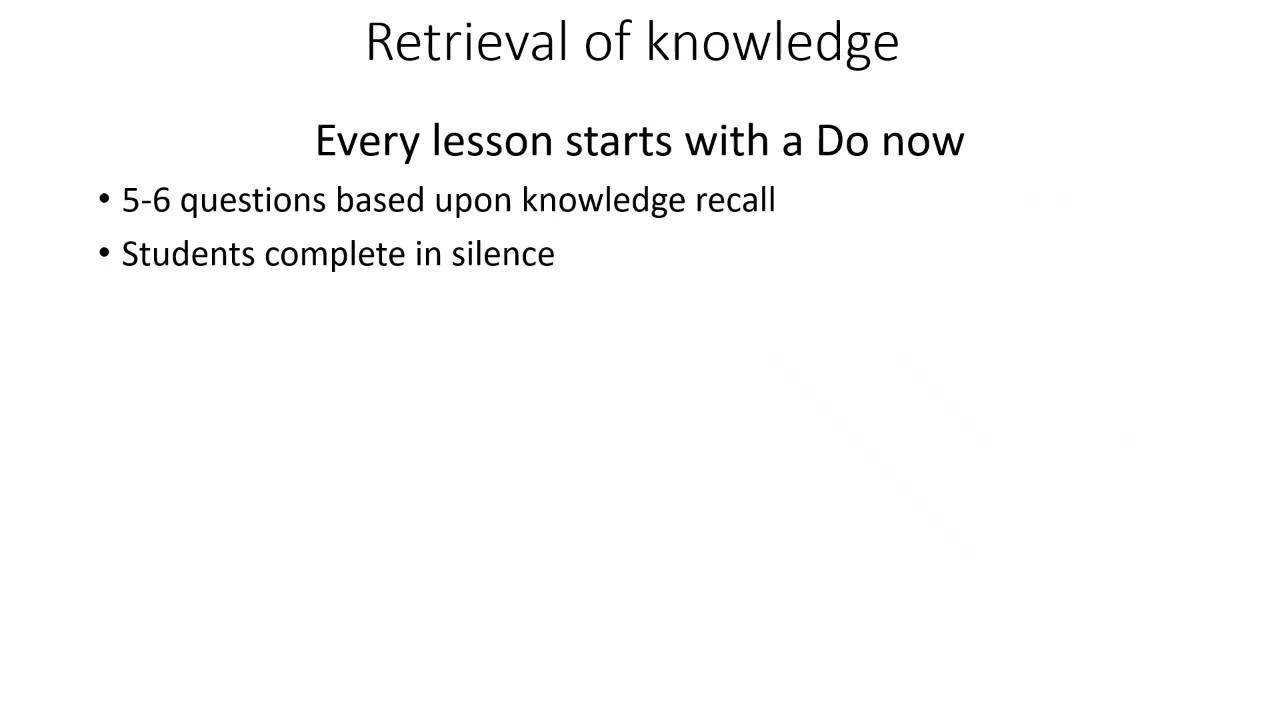 Retrieval of knowledge
Every lesson starts with a Do now
• 5-6 questions based upon knowledge recall
• Students complete in silence